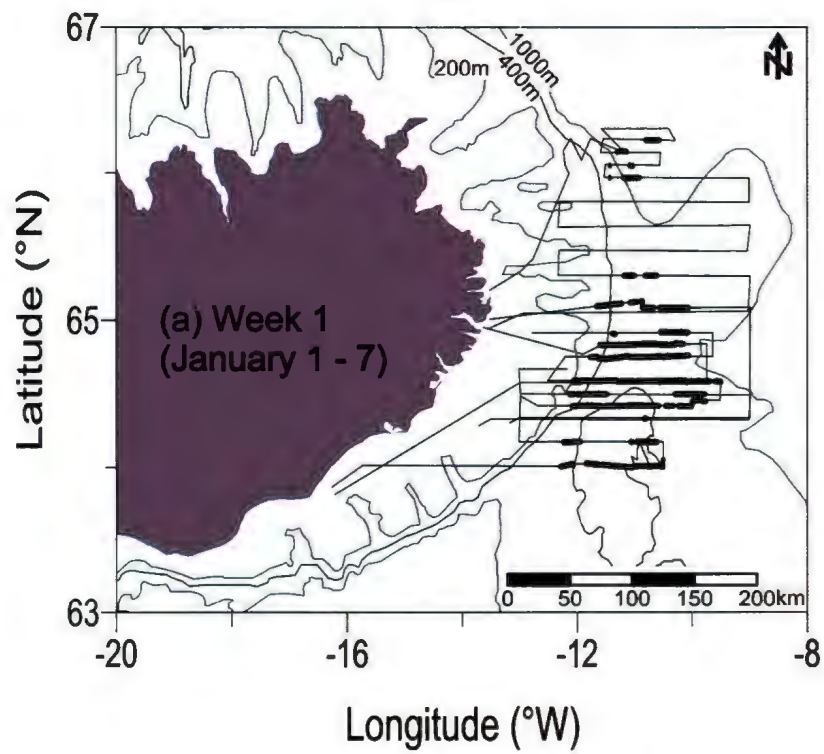 67
1000m
400m
200m
N
65
(a) Week 1
(January 1 - 7)
63
0 50 100 150 200km
-20 -16 -12 -8
Latitude (°N)
Longitude (°W)